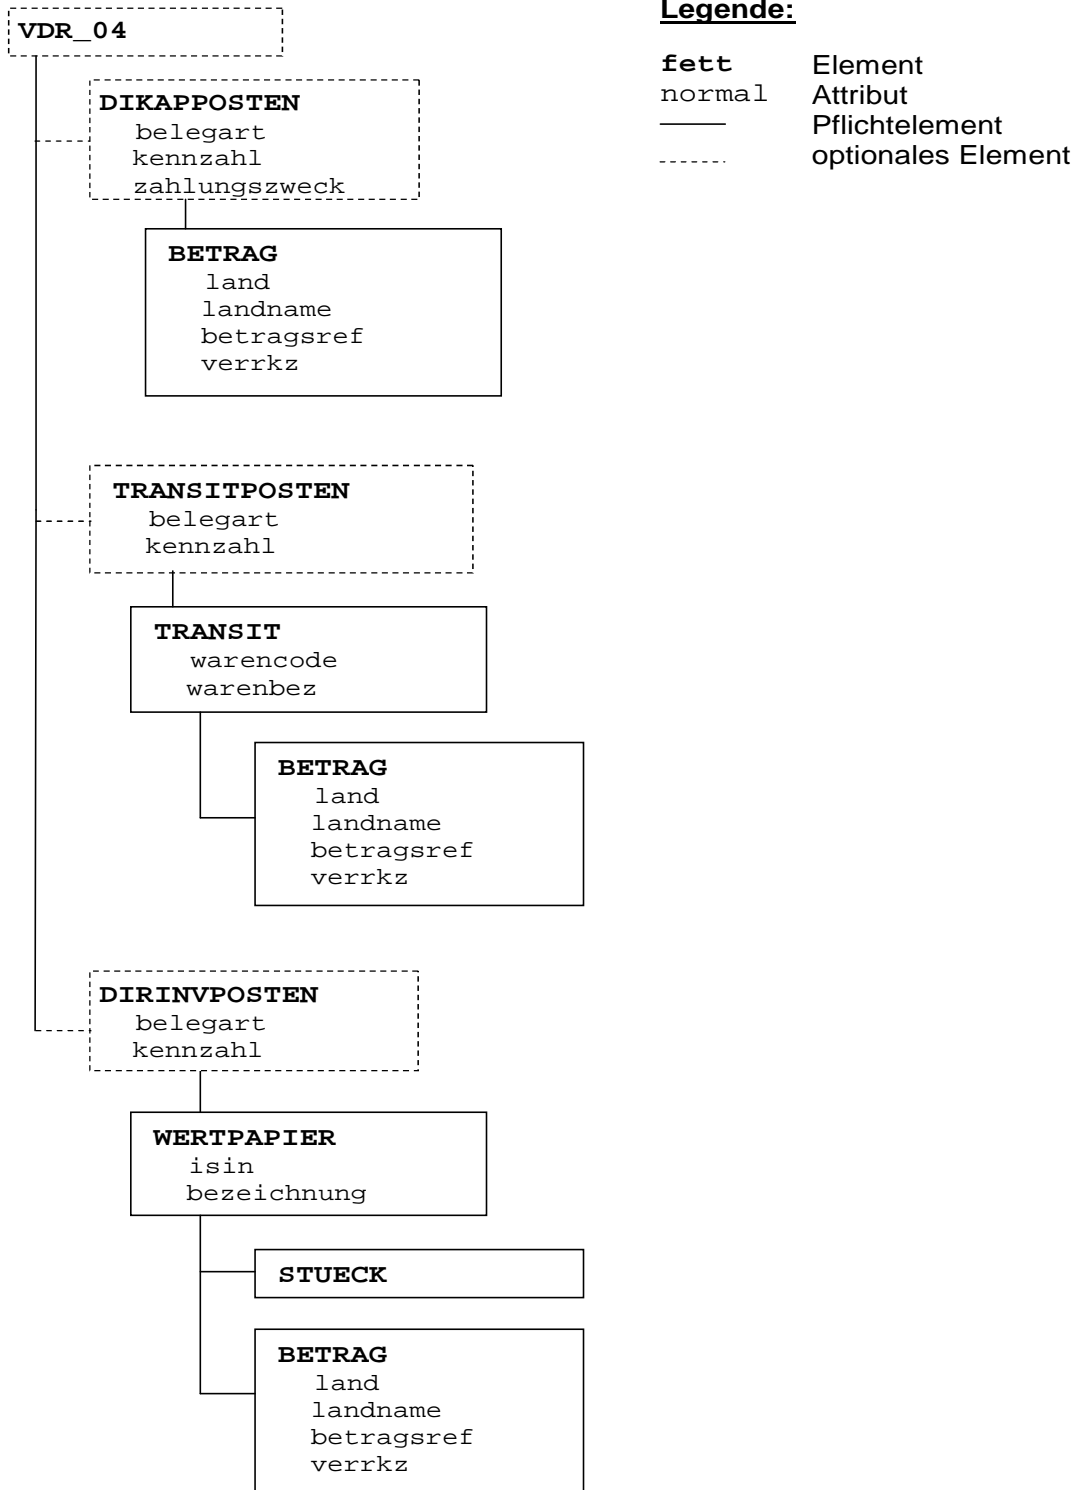 VDR_04
DIKAPPOSTEN
belegart
kennzahl
zahlungszweck
BETRAG
land
landname
betragsref
verrkz
TRANSITPOSTEN
belegart
kennzahl
TRANSIT
warencode
warenbez
BETRAG
land
landname
betragsref
verrkz
DIRINVPOSTEN
belegart
kennzahl
WERTPAPIER
isin
bezeichnung
STUECK
BETRAG
land
landname
betragsref
verrkz
Legende:
fett Element
normal Attribut
Pflichtelement
optionales Element